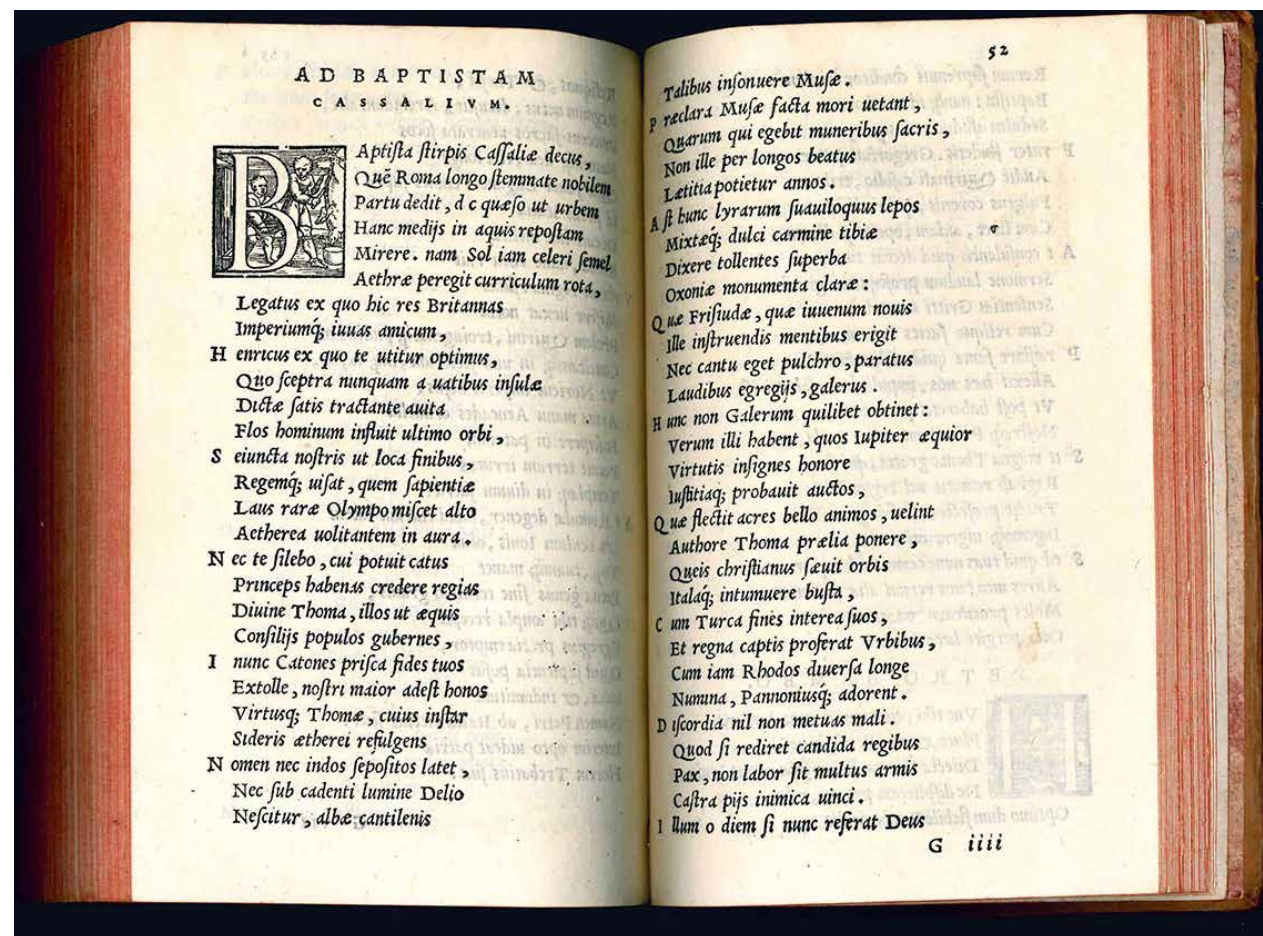 AD BAPTISTAM
CASSALIVM.
BAptista stirpis Cassaliæ decus,
Quē Roma longo stemmate nobilem
Partu dedit, d c quæso ut urbem
Hanc medijs in aquis repostam
Mirere. nam Sol iam celeri semel
Aethræ peregit curriculum rota,
Legatus ex quo hic res Britannas
Imperiumq; iuuas amicum,
H enricus ex quo te utitur optimus,
Quo sceptra nunquam a uatibus insulæ
Dictæ satis tractante auita
Flos hominum influit ultimo orbi,
S eiuncta nostris ut loca finibus,
Regemq; uisat, quem sapientiæ
Laus raræ Olympo miscet alto
Aetherea uolitantem in aura.
N ec te silebo, cui potuit catus
Princeps habenas credere regias
Diuine Thoma, illos ut æquis
Consilijs populos gubernes,
I nunc Catones prisca fides tuos
Extolle, nostri maior adest honos
Virtusq; Thomæ, cuius instar
Sideris ætherei refulgens
N omen nec indos sepositos latet,
Nec sub cadenti lumine Delio
Nescitur, albæ cantilenis
52
Talibus insonuere Musæ.
P ræclara Musæ facta mori uetant,
Quarum qui egebit muneribus sacris,
Non ille per longos beatus
Lætitia potietur annos.
A st hunc lyrarum suauiloquus lepos
Mixtæq; dulci carmine tibiæ
Dixere tollentes superba
Oxoniæ monumenta claræ:
Q uæ Frisiudæ, quæ iuuenum nouis
Ille instruendis mentibus erigit
Nec cantu eget pulchro, paratus
Laudibus egregijs, galerus.
H unc non Galerum quilibet obtinet:
Verum illi habent, quos Iupiter æquior
Virtutis insignes honore
Iustitiaq; probauit auctos,
Q uæ flectit acres bello animos, uelint
Authore Thoma prælia ponere,
Queis christianus sæuit orbis
Italaq; intumuere busta,
C um Turca fines interea suos,
Et regna captis proferat Vrbibus,
Cum iam Rhodos diuersa longe
Numina, Pannoniusq; adorent.
D iscordia nil non metuas mali.
Quod si rediret candida regibus
Pax, non labor sit multus armis
Castra pijs inimica uinci.
I llum o diem si nunc referat Deus
G iiii